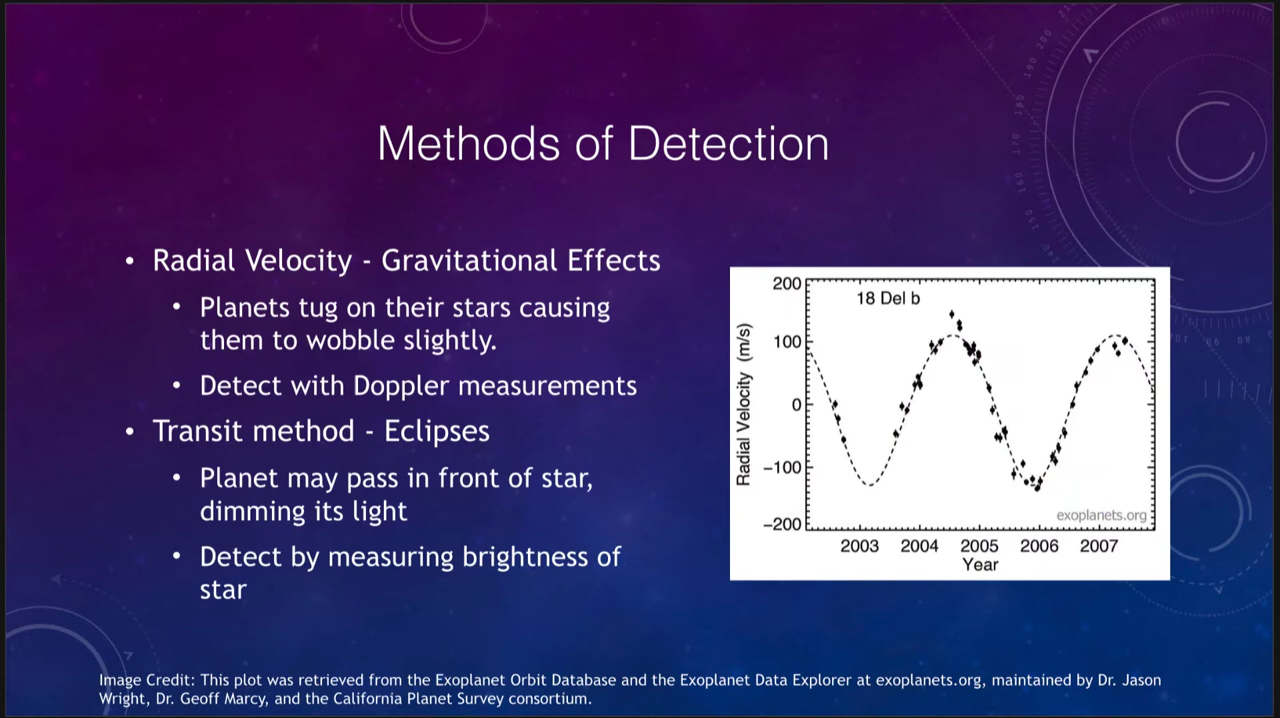 Methods of Detection
• Radial Velocity - Gravitational Effects
• Planets tug on their stars causing
them to wobble slightly.
• Detect with Doppler measurements
• Transit method - Eclipses
• Planet may pass in front of star,
dimming its light
• Detect by measuring brightness of
star
18 Del b
Radial Velocity (m/s)
200
100
0
−100
−200
exoplanets.org
2003 2004 2005 2006 2007
Year
Image Credit: This plot was retrieved from the Exoplanet Orbit Database and the Exoplanet Data Explorer at exoplanets.org, maintained by Dr. Jason
Wright, Dr. Geoff Marcy, and the California Planet Survey consortium.